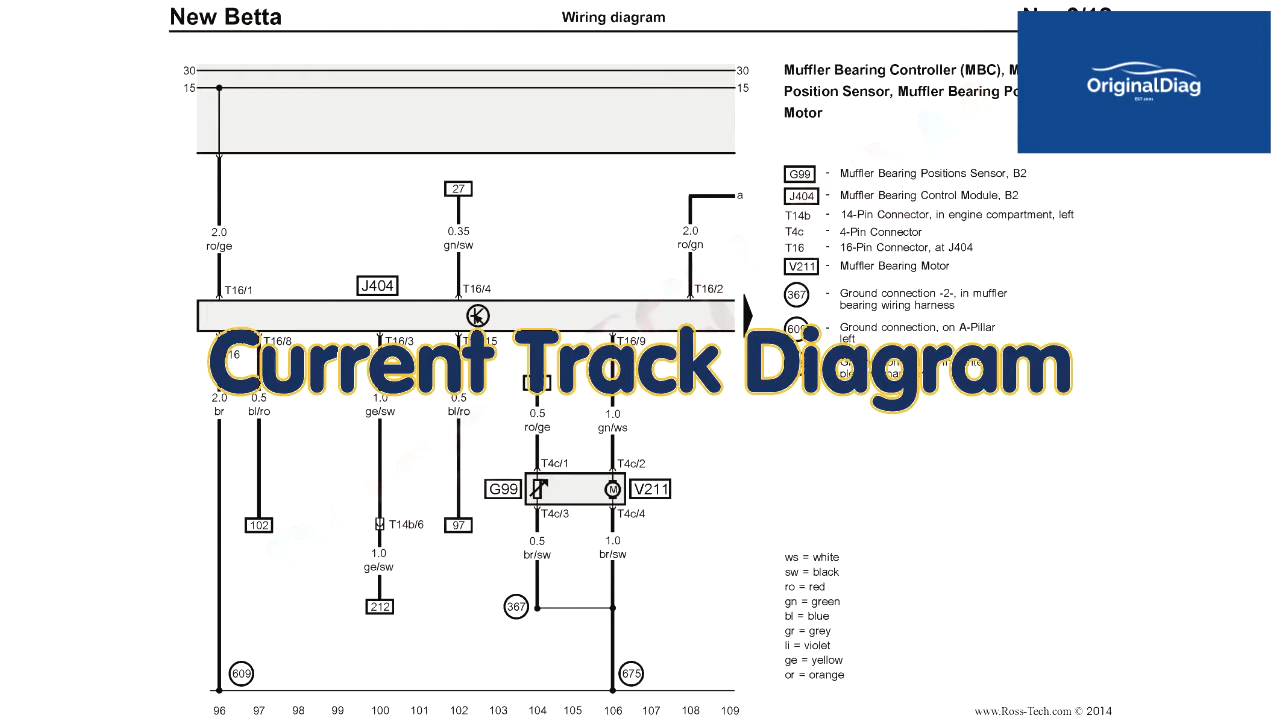 New Betta
Wiring diagram
OriginalDiag
Muffler Bearing Controller (MBC),
Position Sensor, Muffler Bearing
Motor
30
30
15
15
G99 - Muffler Bearing Positions Sensor, B2
J404 - Muffler Bearing Control Module, B2
T14b - 14-Pin Connector, in engine compartment, left
T4c - 4-Pin Connector
T16 - 16-Pin Connector, at J404
V211 - Muffler Bearing Motor
367 - Ground connection -2-, in muffler
bearing wiring harness
- Ground connection, on A-Pillar
left
27
a
2.0
ro/ge
0.35
gn/sw
2.0
ro/gn
T16/1
J404
T16/4
T16/2
T16/8
T16/3
T16/9
Current Track Diagram
2.0
br
0.5
bl/ro
1.0
ge/sw
0.5
bl/ro
0.5
ro/ge
1.0
gn/ws
T4c/1
T4c/2
G99
M
V211
T4c/3
T4c/4
102
T14b/6
97
0.5
br/sw
1.0
br/sw
1.0
ge/sw
212
367
609
675
ws = white
sw = black
ro = red
gn = green
bl = blue
gr = grey
li = violet
ge = yellow
or = orange
96 97 98 99 100 101 102 103 104 105 106 107 108 109
www.Ross-Tech.com © 2014